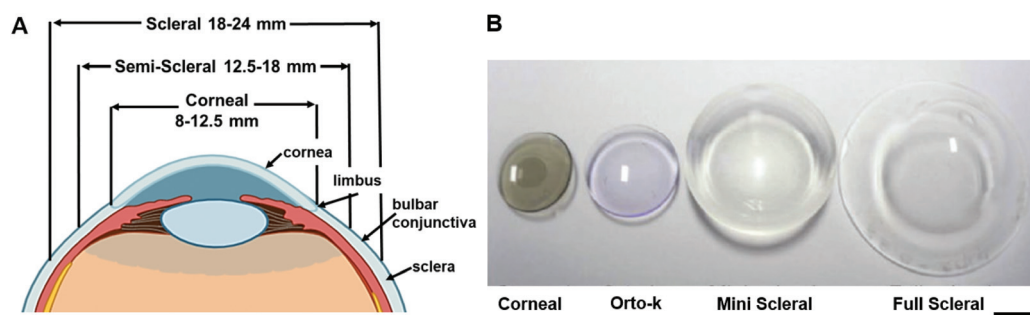 A
Scleral 18-24 mm
Semi-Scleral 12.5-18 mm
Corneal
8-12.5 mm
cornea
limbus
bulbar
conjunctiva
sclera
B
Corneal
Orto-k
Mini Scleral
Full Scleral